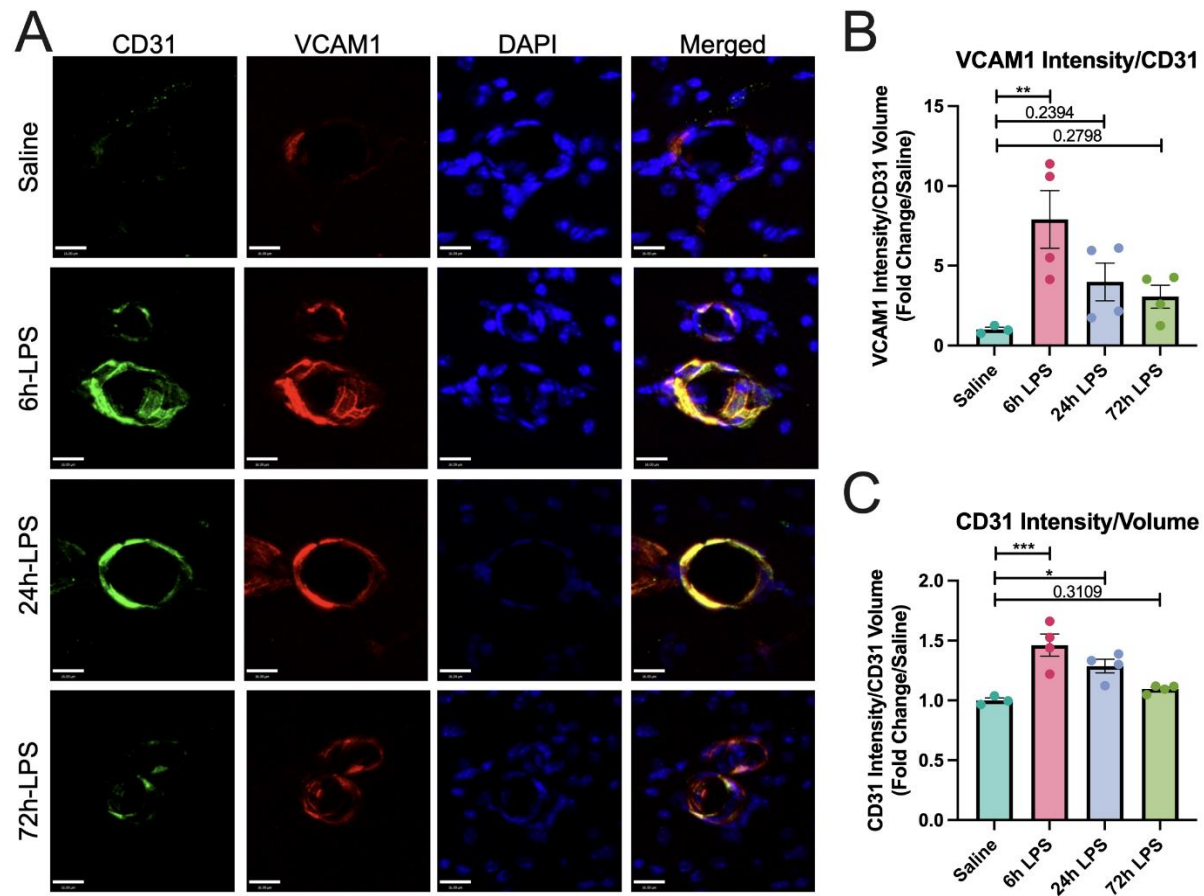 A
CD31 VCAM1 DAPI Merged
Saline
6h-LPS
24h-LPS
72h-LPS
B
VCAM1 Intensity/CD31
VCAM1 Intensity/CD31 Volume
(Fold Change/Saline)
**
0.2394
0.2798
15
10
5
0
Saline
6h LPS
24h LPS
72h LPS
C
CD31 Intensity/Volume
CD31 Intensity/CD31 Volume
(Fold Change/Saline)
***
*
0.3109
2.0
1.5
1.0
0.5
0.0
Saline
6h LPS
24h LPS
72h LPS